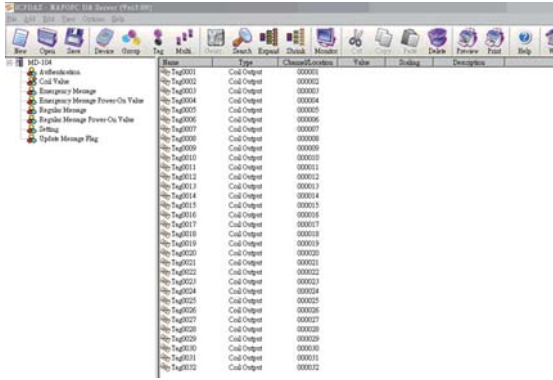 ICPDAS - NAPOPC DA Server (Ver3.00)
File Add Edit View Options Help
New Open Save Device Group Tag Multi. Search Expand Shrink Monitor Cut Copy Paste Delete Preview Print Help
MD-104
Authentication
Coil Value
Emergency Message
Emergency Message Power-On Value
Regular Message
Regular Message Power-On Value
Setting
Update Message Flag
Name Type Channel/Location Value Scaling Description
Tag0001 Coil Output 000001
Tag0002 Coil Output 000002
Tag0003 Coil Output 000003
Tag0004 Coil Output 000004
Tag0005 Coil Output 000005
Tag0006 Coil Output 000006
Tag0007 Coil Output 000007
Tag0008 Coil Output 000008
Tag0009 Coil Output 000009
Tag0010 Coil Output 000010
Tag0011 Coil Output 000011
Tag0012 Coil Output 000012
Tag0013 Coil Output 000013
Tag0014 Coil Output 000014
Tag0015 Coil Output 000015
Tag0016 Coil Output 000016
Tag0017 Coil Output 000017
Tag0018 Coil Output 000018
Tag0019 Coil Output 000019
Tag0020 Coil Output 000020
Tag0021 Coil Output 000021
Tag0022 Coil Output 000022
Tag0023 Coil Output 000023
Tag0024 Coil Output 000024
Tag0025 Coil Output 000025
Tag0026 Coil Output 000026
Tag0027 Coil Output 000027
Tag0028 Coil Output 000028
Tag0029 Coil Output 000029
Tag0030 Coil Output 000030
Tag0031 Coil Output 000031
Tag0032 Coil Output 000032